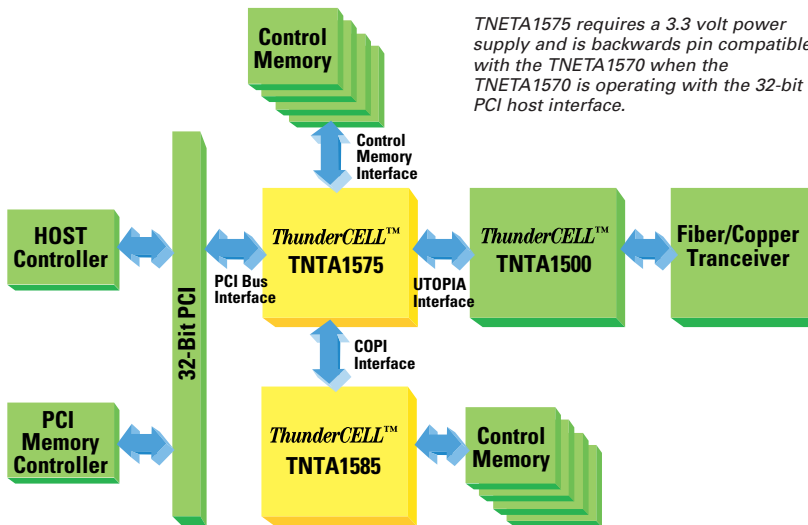 Control
Memory
TNETA1575 requires a 3.3 volt power
supply and is backwards pin compatible
with the TNETA1570 when the
TNETA1570 is operating with the 32-bit
PCI host interface.
Control
Memory
Interface
HOST
Controller
32-Bit PCI
PCI Bus
Interface
ThunderCELL™
TNTA1575
UTOPIA
Interface
ThunderCELL™
TNTA1500
Fiber/Copper
Tranceiver
COPI
Interface
PCI
Memory
Controller
ThunderCELL™
TNTA1585
Control
Memory